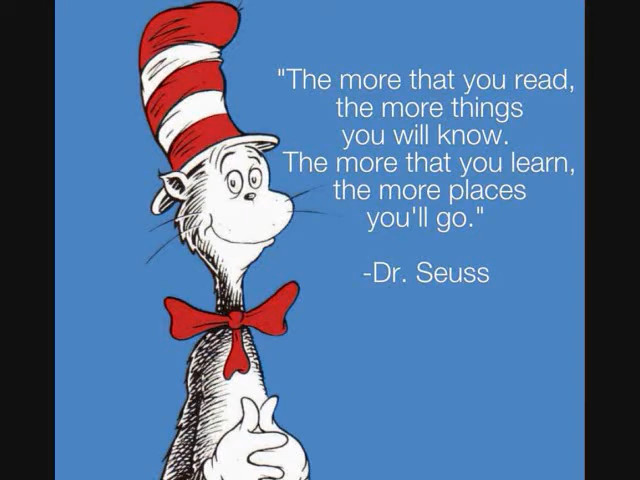 "The more that you read,
the more things
you will know.
The more that you learn,
the more places
you'll go."
-Dr. Seuss